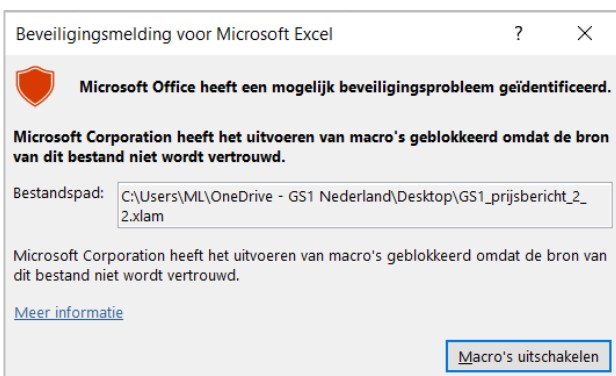 Beveiligingsmelding voor Microsoft Excel ?
Microsoft Office heeft een mogelijk beveiligingsprobleem geïdentificeerd.
Microsoft Corporation heeft het uitvoeren van macro's geblokkeerd omdat de bron
van dit bestand niet wordt vertrouwd.
Bestandspad: C:\Users\ML\OneDrive - GS1 Nederland\Desktop\GS1_prijsbericht_2_
2.xlam
Microsoft Corporation heeft het uitvoeren van macro's geblokkeerd omdat de bron van
dit bestand niet wordt vertrouwd.
Meer informatie
Macro's uitschakelen